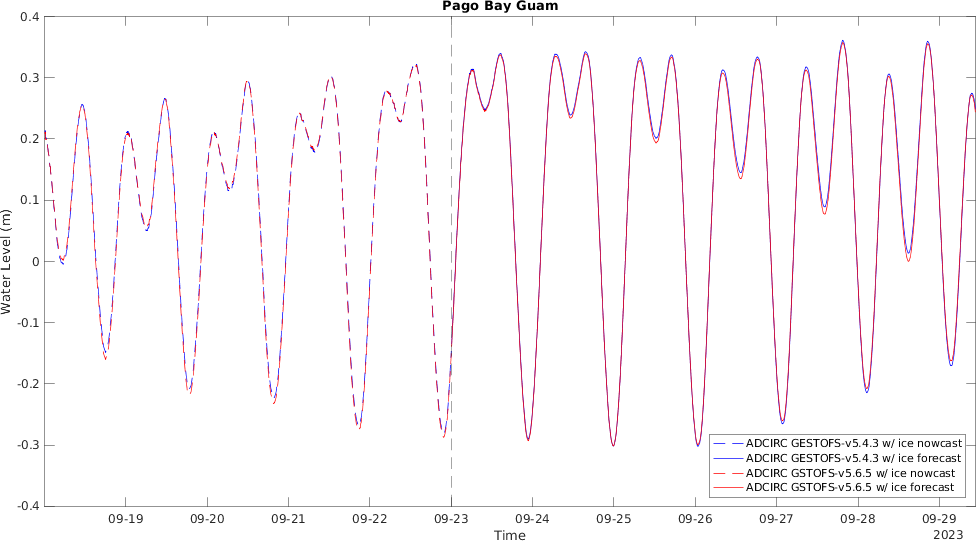 Pago Bay Guam
0.4
0.3
0.2
0.1
0
-0.1
-0.2
-0.3
-0.4
Water Level (m)
ADCIRC GESTOFS-v5.4.3 w/ ice nowcast
ADCIRC GESTOFS-v5.4.3 w/ ice forecast
ADCIRC GSTOFS-v5.6.5 w/ ice nowcast
ADCIRC GSTOFS-v5.6.5 w/ ice forecast
09-19 09-20 09-21 09-22 09-23 09-24 09-25 09-26 09-27 09-28 09-29
Time
2023